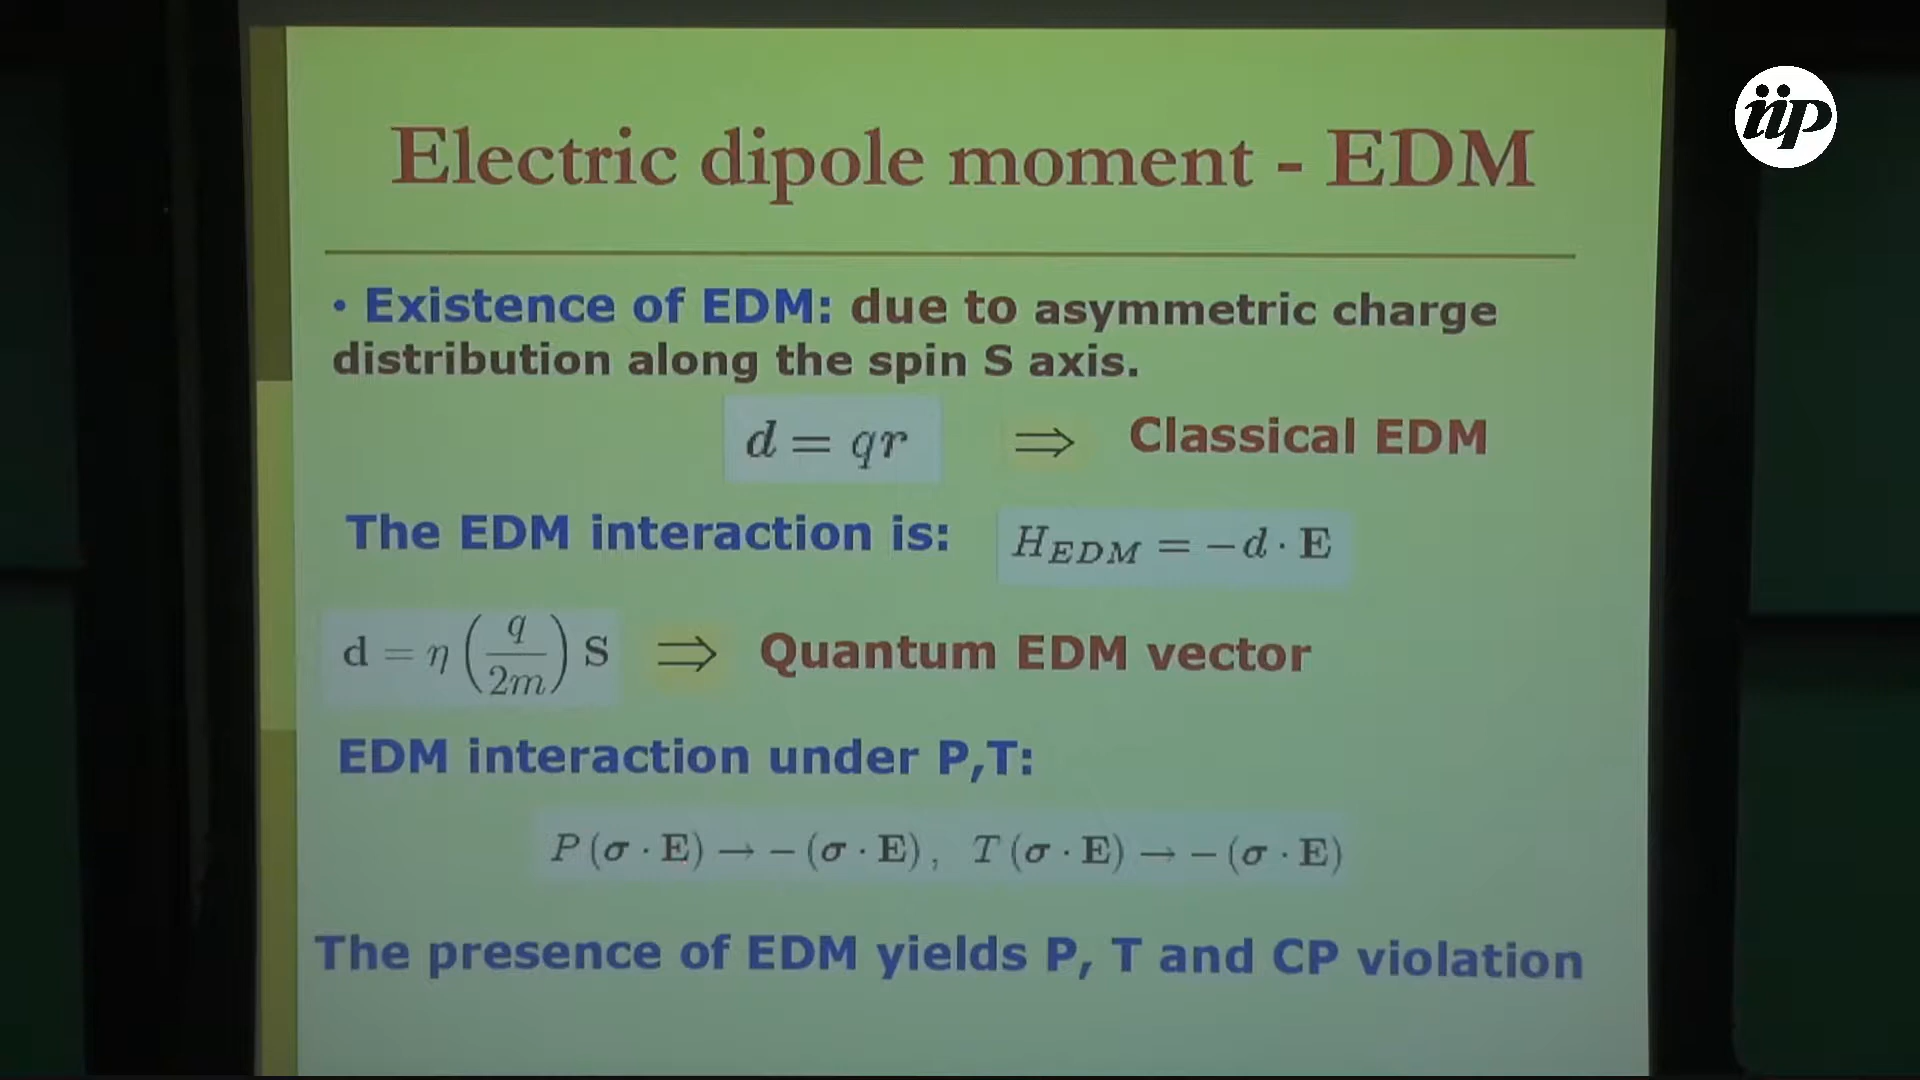 iip
Electric dipole moment - EDM
• Existence of EDM: due to asymmetric charge
distribution along the spin S axis.
d = qr ⟹ Classical EDM
The EDM interaction is: H_{EDM} = −d · E
d = η (q/2m) S ⟹ Quantum EDM vector
EDM interaction under P,T:
P (σ · E) → − (σ · E) , T (σ · E) → − (σ · E)
The presence of EDM yields P, T and CP violation